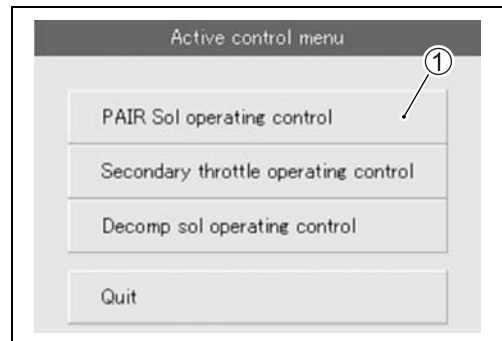 Active control menu
①
PAIR Sol operating control
Secondary throttle operating control
Decomp sol operating control
Quit